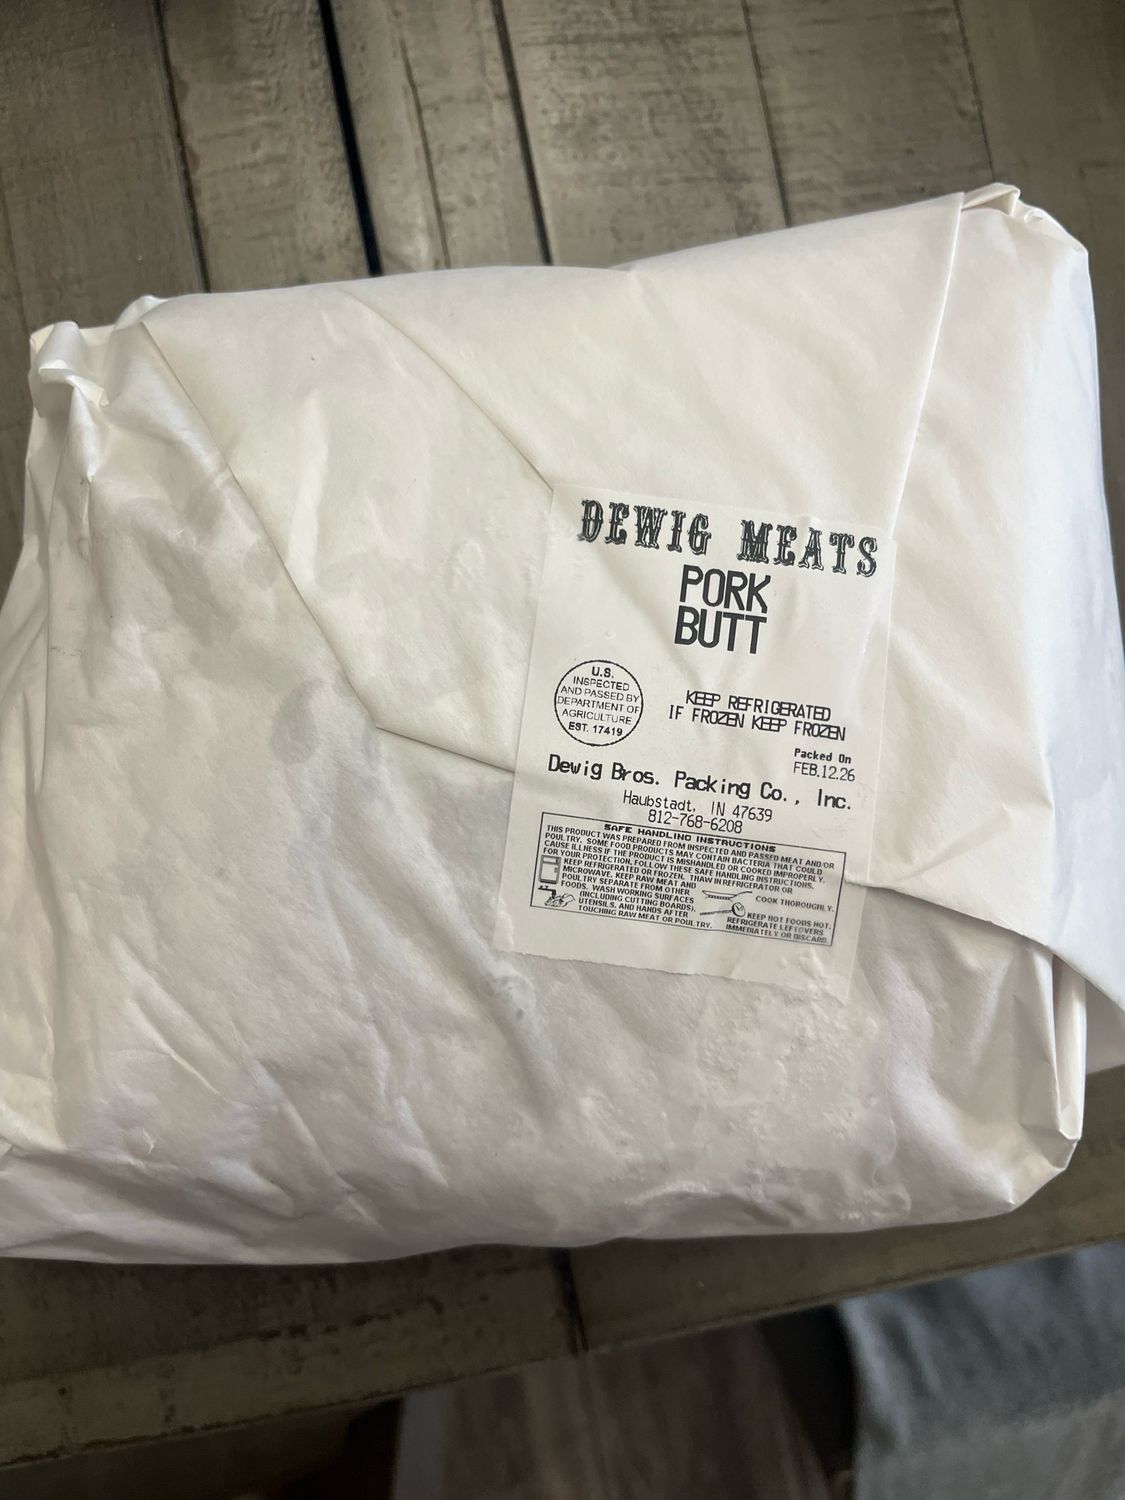 DEWIG MEATS
PORK
BUTT
U.S.
INSPECTED
AND PASSED BY
DEPARTMENT OF
AGRICULTURE
EST. 17419
KEEP REFRIGERATED
IF FROZEN KEEP FROZEN
Packed On
FEB.12.26
Dewig Bros. Packing Co., Inc.
Haubstadt, IN 47639
812-768-6208
SAFE HANDLING INSTRUCTIONS
THIS PRODUCT WAS PREPARED FROM INSPECTED AND PASSED MEAT AND/OR
POULTRY. SOME FOOD PRODUCTS MAY CONTAIN BACTERIA THAT COULD
CAUSE ILLNESS IF THE PRODUCT IS MISHANDLED OR COOKED IMPROPERLY.
FOR YOUR PROTECTION, FOLLOW THESE SAFE HANDLING INSTRUCTIONS.
KEEP REFRIGERATED OR FROZEN. THAW IN REFRIGERATOR OR
MICROWAVE. KEEP RAW MEAT AND
POULTRY SEPARATE FROM OTHER
FOODS. WASH WORKING SURFACES
(INCLUDING CUTTING BOARDS),
UTENSILS, AND HANDS AFTER
TOUCHING RAW MEAT OR POULTRY.
COOK THOROUGHLY.
KEEP HOT FOODS HOT.
REFRIGERATE LEFTOVERS
IMMEDIATELY OR DISCARD.